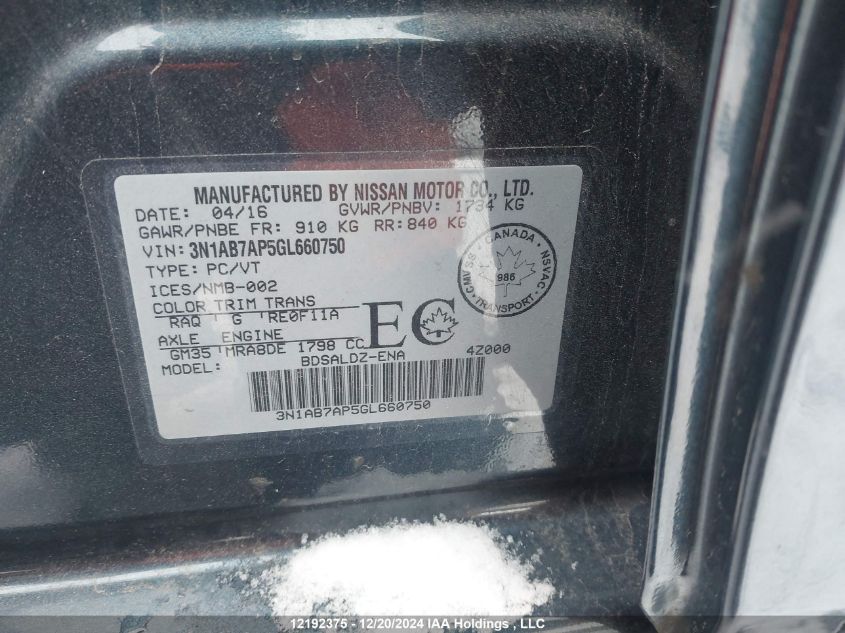 MANUFACTURED BY NISSAN MOTOR CO., LTD.
DATE: 04/16 GVWR/PNBV: 1734 KG
GAWR/PNBE FR: 910 KG RR:840 KG
VIN:3N1AB7AP5GL660750
TYPE: PC/VT
ICES/NMB-002
COLOR TRIM TRANS
RAQ G RE0F11A
AXLE ENGINE
GM35 MRA8DE 1798 CC
MODEL: BDSALDZ-ENA 4Z000
EC
CANADA
CMVSS NSVAC
986
TRANSPORT
3N1AB7AP5GL660750
12192375 - 12/20/2024 IAA Holdings, LLC